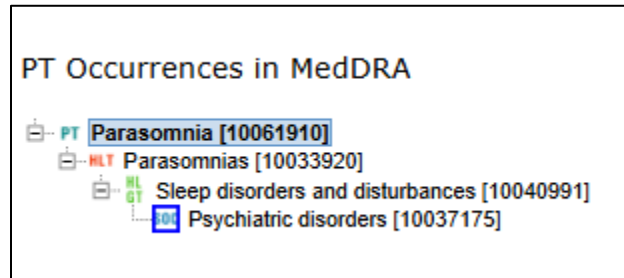 PT Occurrences in MedDRA
PT Parasomnia [10061910]
HLT Parasomnias [10033920]
HLGT Sleep disorders and disturbances [10040991]
SOC Psychiatric disorders [10037175]